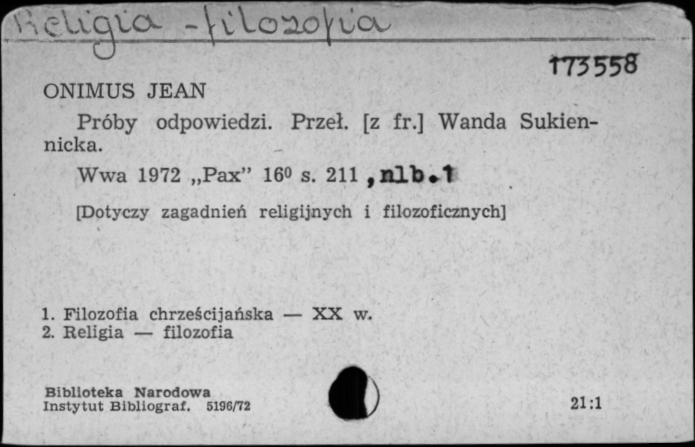 Religia - filozofia
173558
ONIMUS JEAN
Próby odpowiedzi. Przeł. [z fr.] Wanda Sukien-
nicka.
Wwa 1972 „Pax” 16⁰ s. 211 , nlb. 1
[Dotyczy zagadnień religijnych i filozoficznych]
1. Filozofia chrześcijańska — XX w.
2. Religia — filozofia
Biblioteka Narodowa
Instytut Bibliograf. 5196/72 21:1